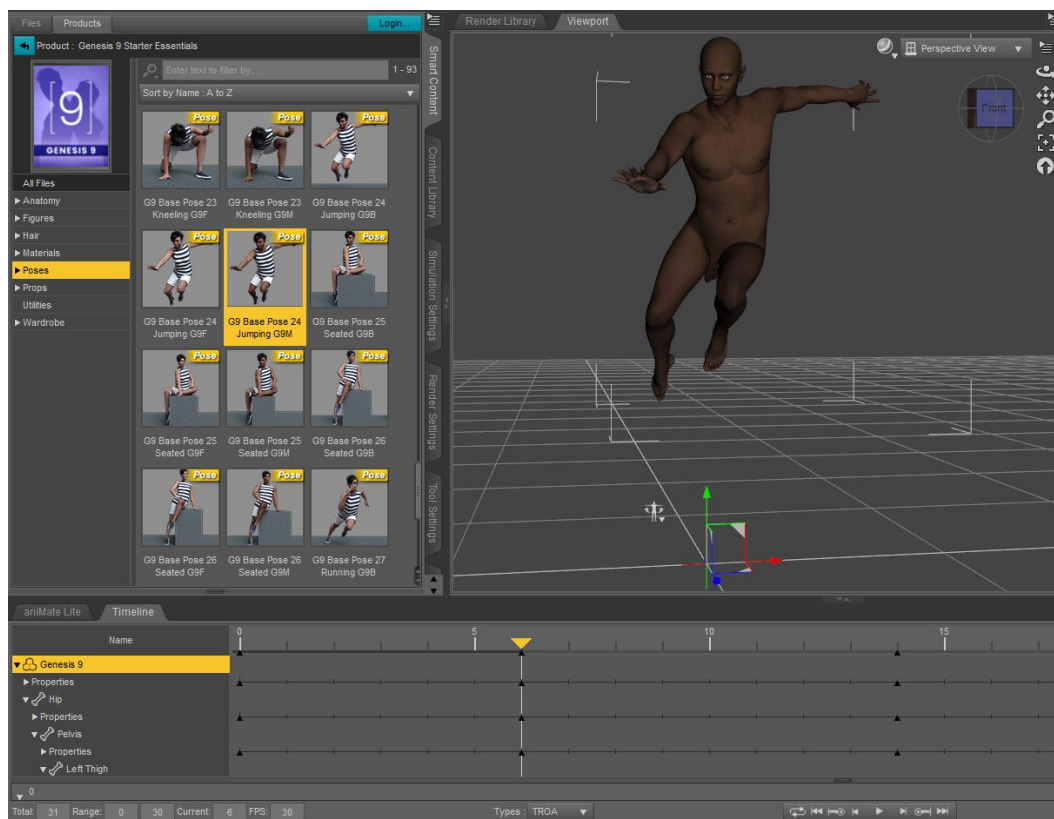 Files Products Login...
Product : Genesis 9 Starter Essentials
[9]
GENESIS 9
Enter text to filter by... 1 - 93
Sort by Name : A to Z
All Files
Anatomy
Figures
Hair
Materials
Poses
Props
Utilities
Wardrobe
Pose Pose Pose
G9 Base Pose 23 Kneeling G9F
G9 Base Pose 23 Kneeling G9M
G9 Base Pose 24 Jumping G9B
Pose Pose Pose
G9 Base Pose 24 Jumping G9F
G9 Base Pose 24 Jumping G9M
G9 Base Pose 25 Seated G9B
Pose Pose Pose
G9 Base Pose 25 Seated G9F
G9 Base Pose 25 Seated G9M
G9 Base Pose 26 Seated G9B
Pose Pose Pose
G9 Base Pose 26 Seated G9F
G9 Base Pose 26 Seated G9M
G9 Base Pose 27 Running G9B
Smart Content
Content Library
Simulation Settings
Render Settings
Tool Settings
Render Library Viewport
Perspective View
Front
aniMate Lite Timeline
Name 0 5 10 15
Genesis 9
Properties
Hip
Properties
Pelvis
Properties
Left Thigh
0
Total: 31 Range: 0 30 Current: 6 FPS: 30 Types : TROA